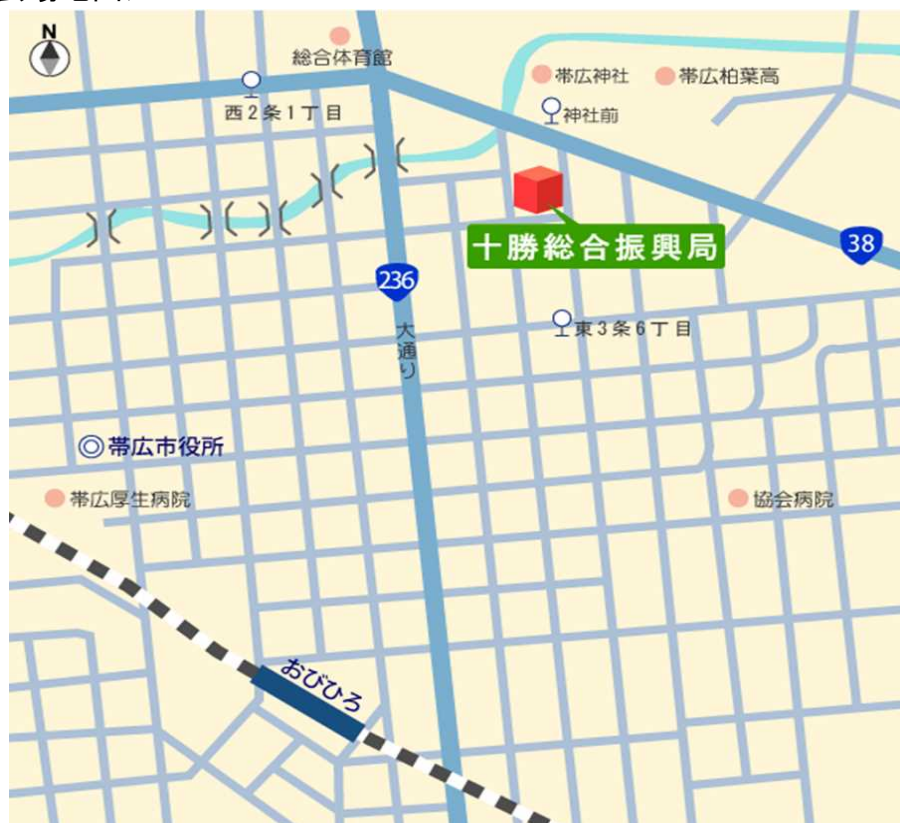 N
総合体育館
帯広神社
帯広柏葉高
西2条1丁目
神社前
十勝総合振興局
38
236
大通り
東3条6丁目
帯広市役所
帯広厚生病院
協会病院
おびひろ